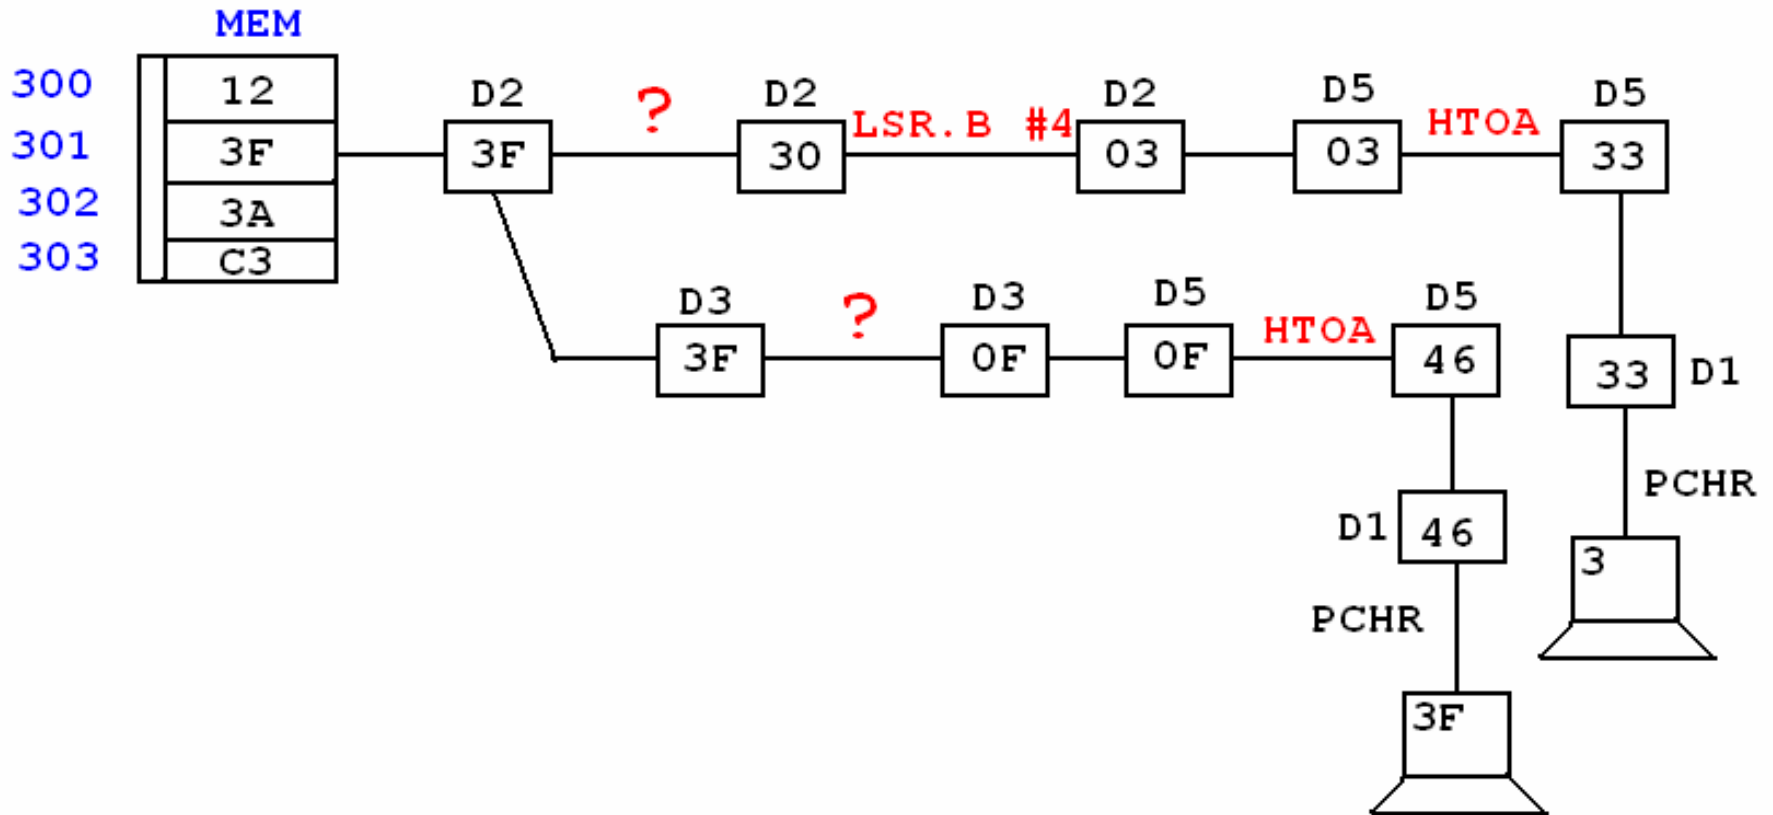 MEM
300 12 D2 ? D2 LSR.B #4 D2 D5 HTOA D5
301 3F 3F 30 03 03 33
302 3A
303 C3
D3 ? D3 D5 HTOA D5
3F 0F 0F 46
33 D1
PCHR
D1 46
3
PCHR
3F